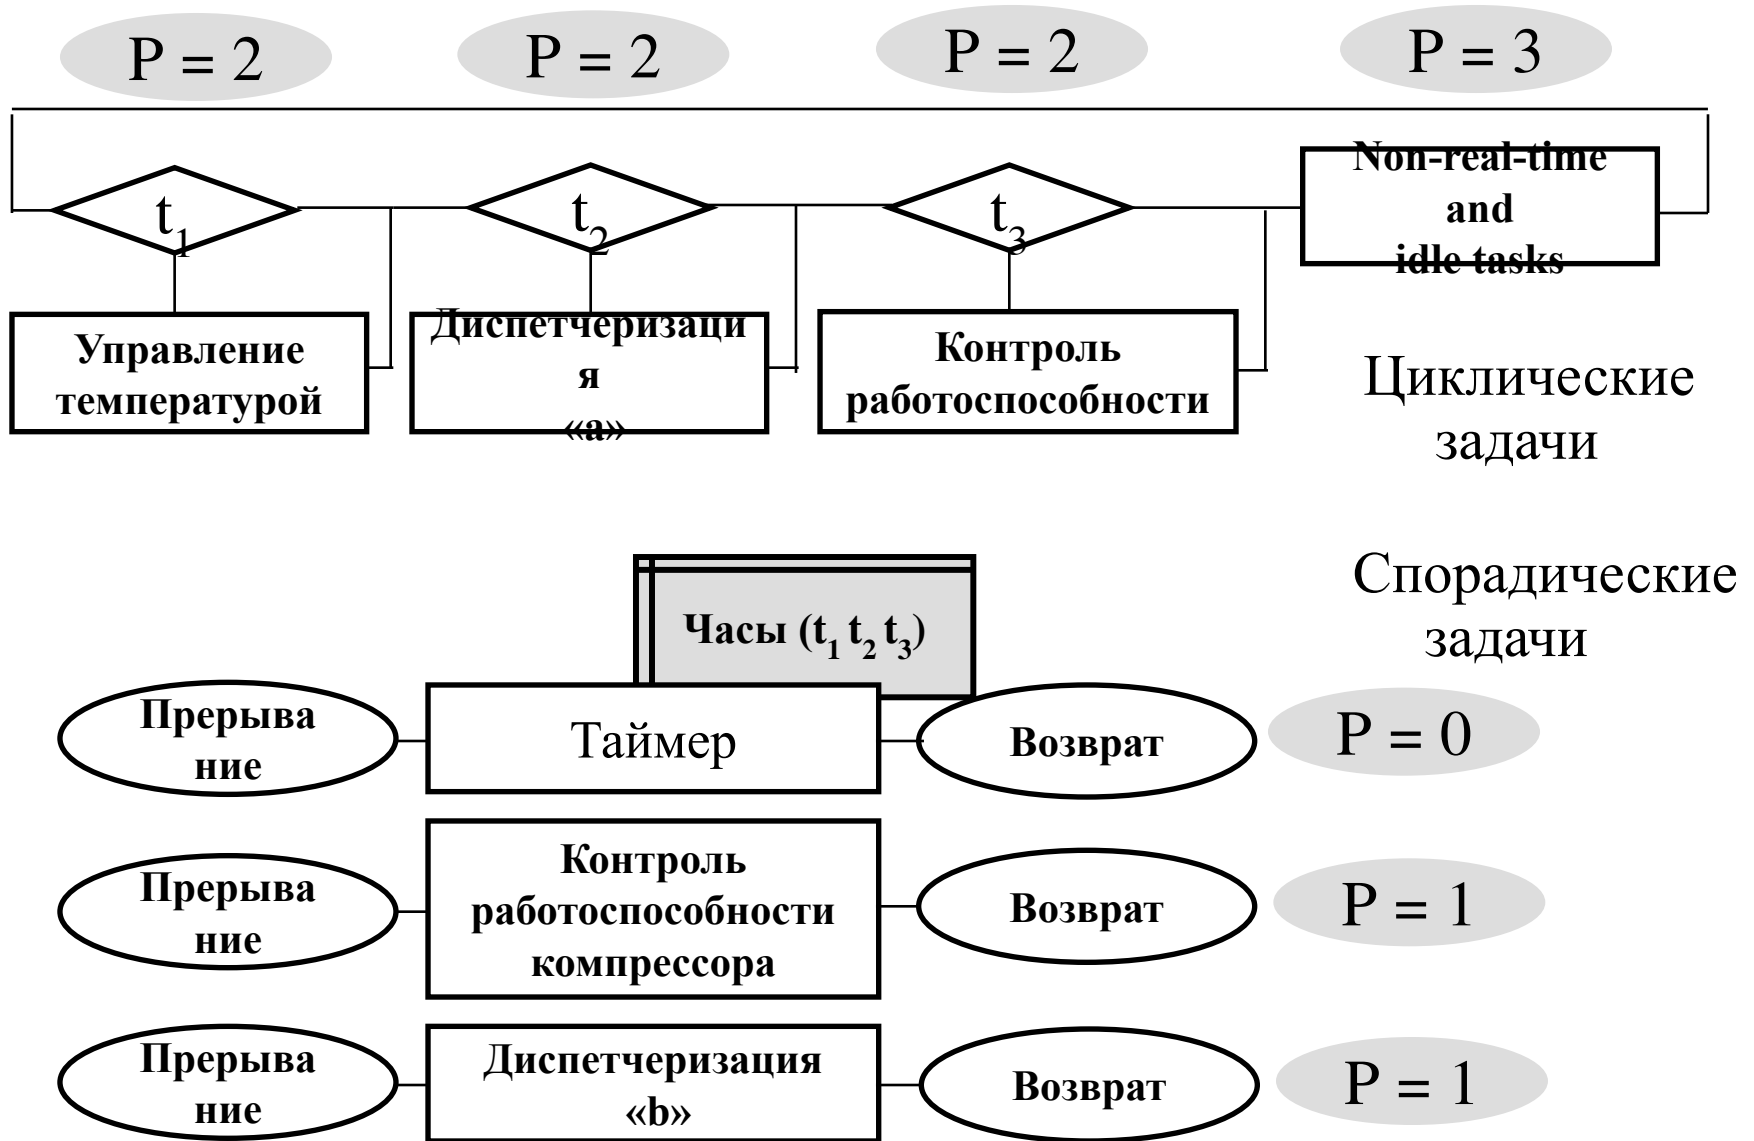 P = 2
P = 2
P = 2
P = 3
t1
t2
t3
Non-real-time
and
idle tasks
Управление
температурой
Диспетчеризаци
я
«а»
Контроль
работоспособности
Циклические
задачи
Спорадические
задачи
Часы (t1 t2 t3)
Прерыва
ние
Таймер
Возврат
P = 0
Прерыва
ние
Контроль
работоспособности
компрессора
Возврат
P = 1
Прерыва
ние
Диспетчеризация
«b»
Возврат
P = 1